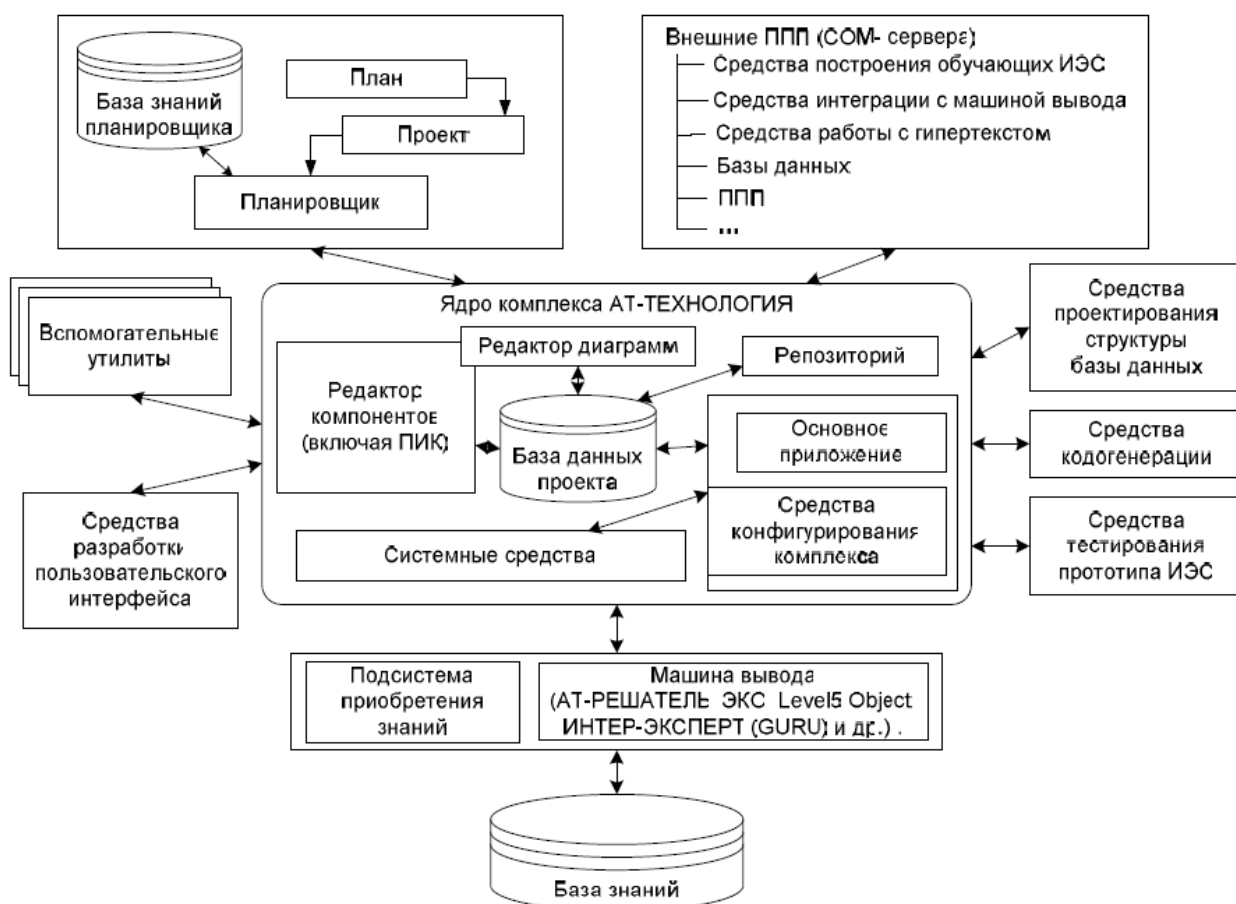 База знаний
планировщика
План
Проект
Планировщик
Внешние ППП (COM- сервера)
Средства построения обучающих ИЭС
Средства интеграции с машиной вывода
Средства работы с гипертекстом
Базы данных
ППП
...
Вспомогательные
утилиты
Средства
разработки
пользовательского
интерфейса
Ядро комплекса АТ-ТЕХНОЛОГИЯ
Редактор диаграмм
Репозиторий
Редактор
компонентов
(включая ПИК)
База данных
проекта
Основное
приложение
Средства
конфигурирования
комплекса
Системные средства
Средства
проектирования
структуры
базы данных
Средства
кодогенерации
Средства
тестирования
прототипа ИЭС
Подсистема
приобретения
знаний
Машина вывода
(АТ-РЕШАТЕЛЬ ЭКС Level5 Object
ИНТЕР-ЭКСПЕРТ (GURU) и др.) .
База знаний